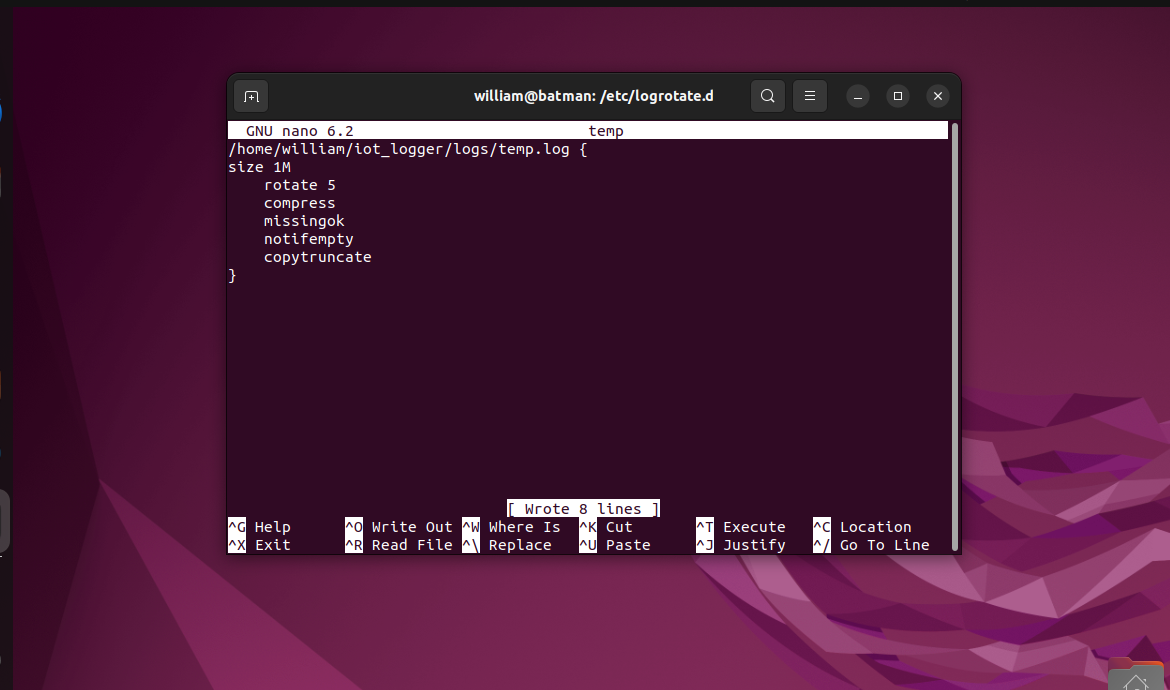 william@batman: /etc/logrotate.d
GNU nano 6.2 temp
/home/william/iot_logger/logs/temp.log {
size 1M
    rotate 5
    compress
    missingok
    notifempty
    copytruncate
}
[ Wrote 8 lines ]
^G Help ^O Write Out ^W Where Is ^K Cut ^T Execute ^C Location
^X Exit ^R Read File ^\ Replace ^U Paste ^J Justify ^/ Go To Line